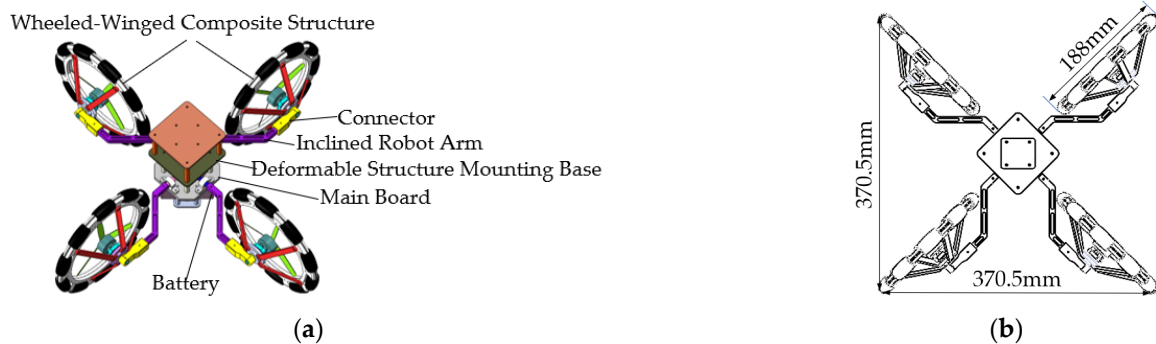 Wheeled-Winged Composite Structure
Connector
Inclined Robot Arm
Deformable Structure Mounting Base
Main Board
Battery
(a)
188mm
370.5mm
370.5mm
(b)